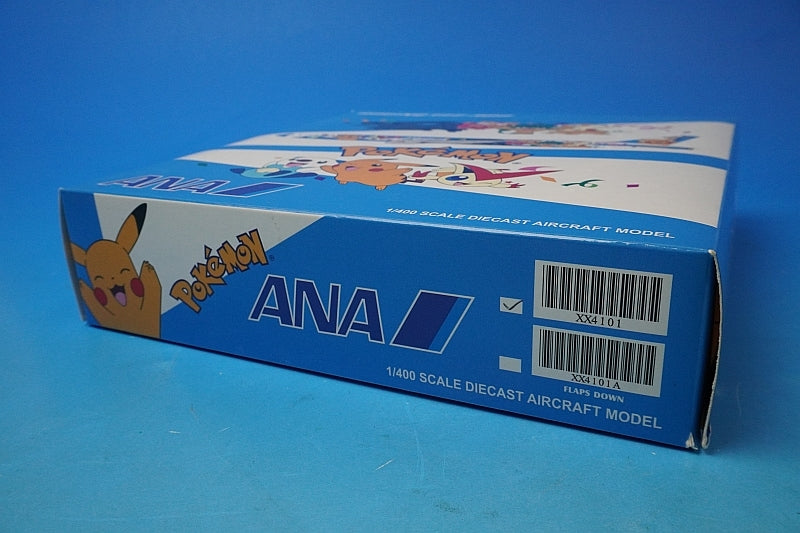 Pokémon
ANA
1/400 SCALE DIECAST AIRCRAFT MODEL
Pokémon
ANA
XX4101
XX4101A
FLAPS DOWN
1/400 SCALE DIECAST AIRCRAFT MODEL